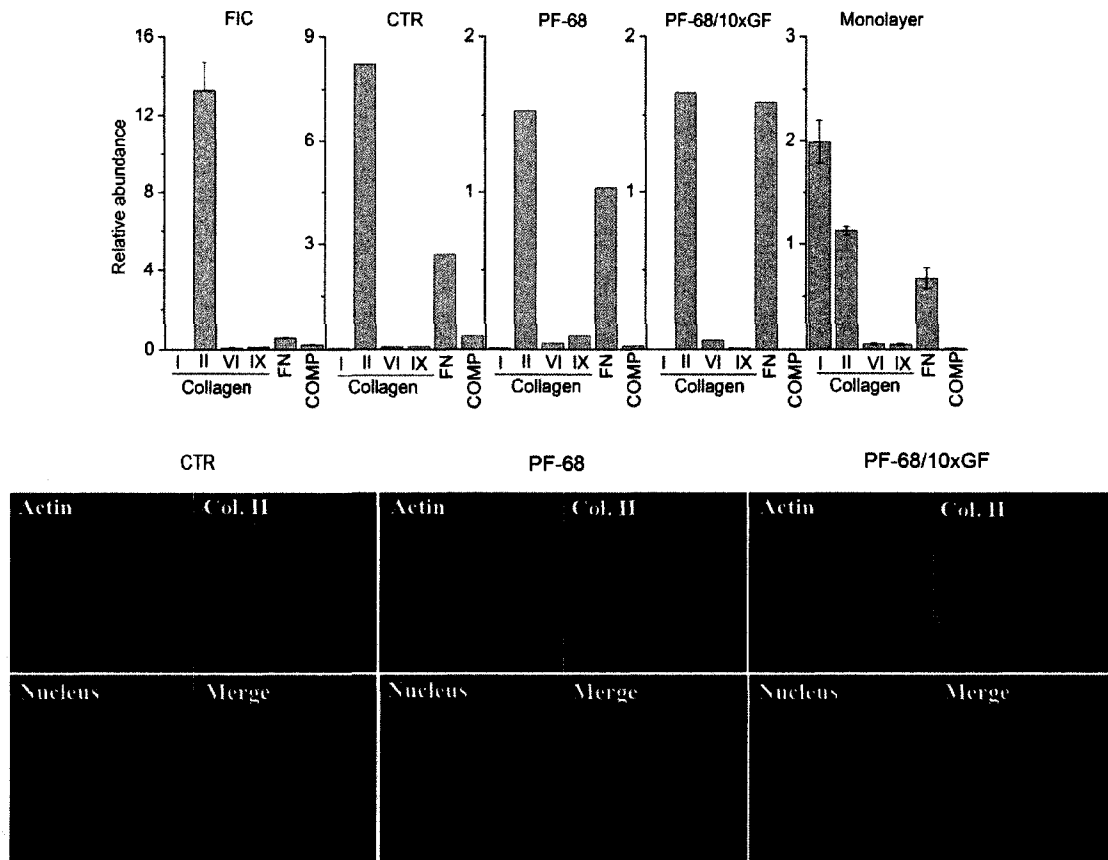 FIC CTR PF-68 PF-68/10xGF Monolayer
Relative abundance
16 12 8 4 0
9 6 3
2 1
2 1
3 2 1
I II VI IX FN COMP I II VI IX FN COMP I II VI IX FN COMP I II VI IX FN COMP I II VI IX FN COMP
Collagen Collagen Collagen Collagen Collagen
CTR PF-68 PF-68/10xGF
Actin Col. II Actin Col. II Actin Col. II
Nucleus Merge Nucleus Merge Nucleus Merge